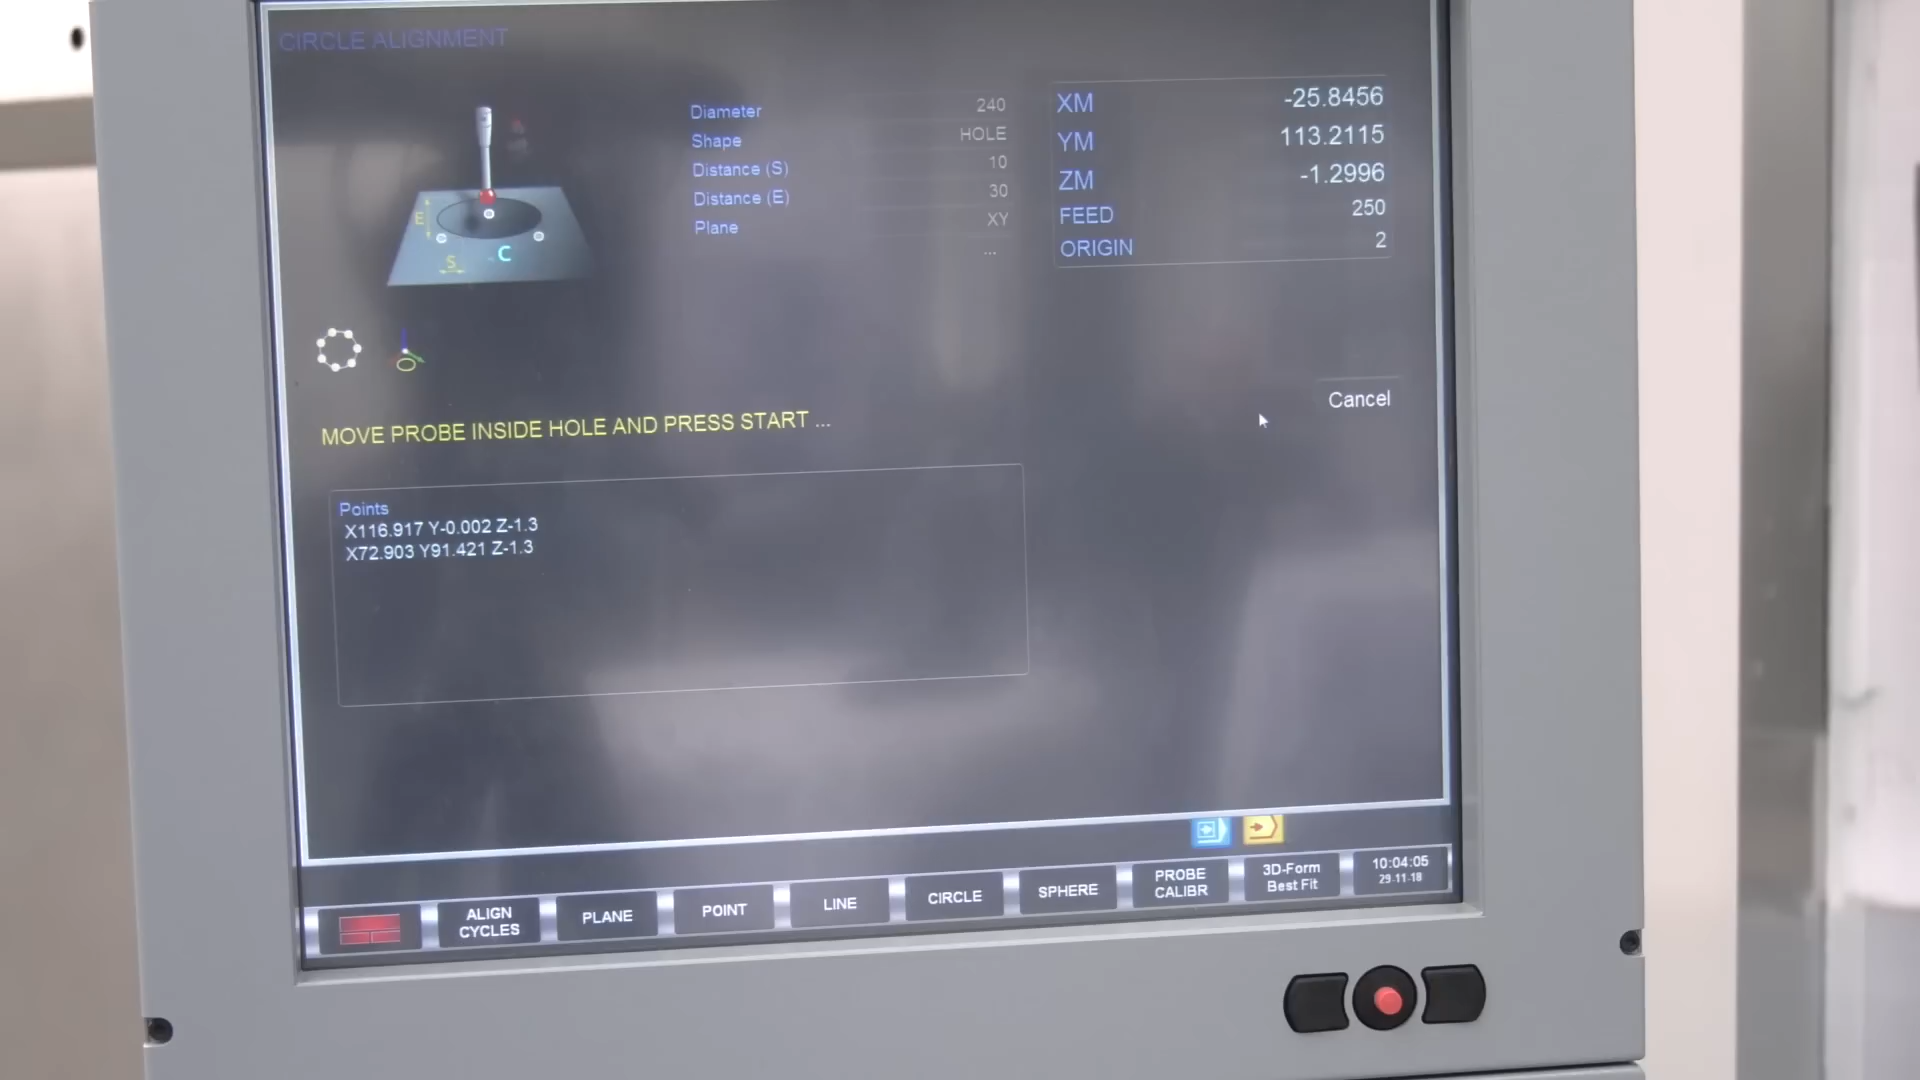 CIRCLE ALIGNMENT
E
S
C
Diameter 240
Shape HOLE
Distance (S) 10
Distance (E) 30
Plane XY
...
XM -25.8456
YM 113.2115
ZM -1.2996
FEED 250
ORIGIN 2
Cancel
MOVE PROBE INSIDE HOLE AND PRESS START ...
Points
X116.917 Y-0.002 Z-1.3
X72.903 Y91.421 Z-1.3
ALIGN
CYCLES
PLANE
POINT
LINE
CIRCLE
SPHERE
PROBE
CALIBR
3D-Form
Best Fit
10:04:05
29.11.18